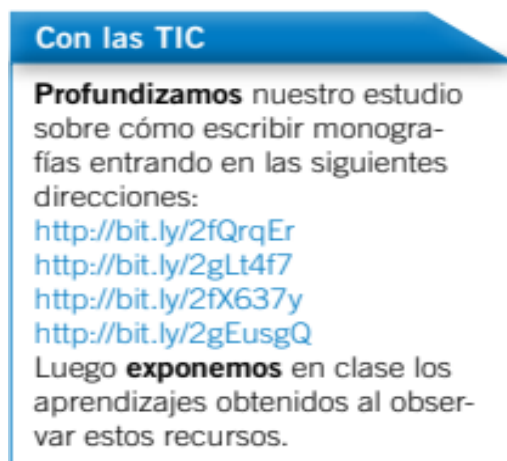 Con las TIC
Profundizamos nuestro estudio
sobre cómo escribir monogra-
fías entrando en las siguientes
direcciones:
http://bit.ly/2fQrqEr
http://bit.ly/2gLt4f7
http://bit.ly/2fX637y
http://bit.ly/2gEusgQ
Luego exponemos en clase los
aprendizajes obtenidos al obser-
var estos recursos.